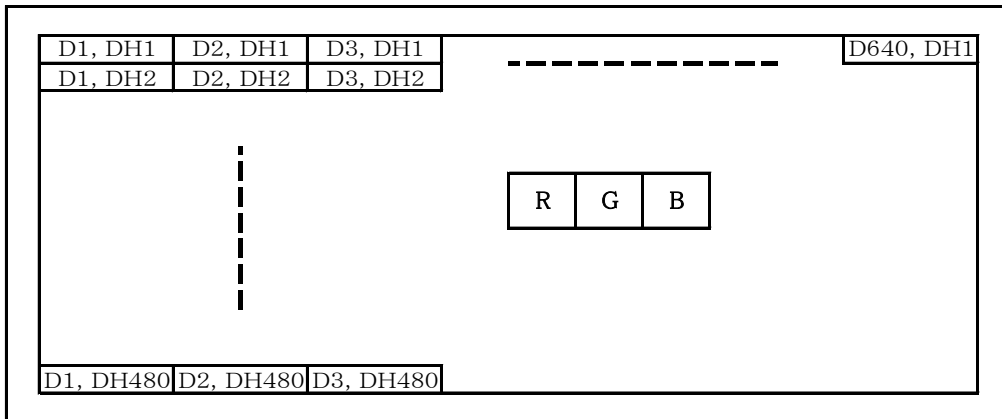 D1, DH1 D2, DH1 D3, DH1 D640, DH1
D1, DH2 D2, DH2 D3, DH2
R G B
D1, DH480 D2, DH480 D3, DH480